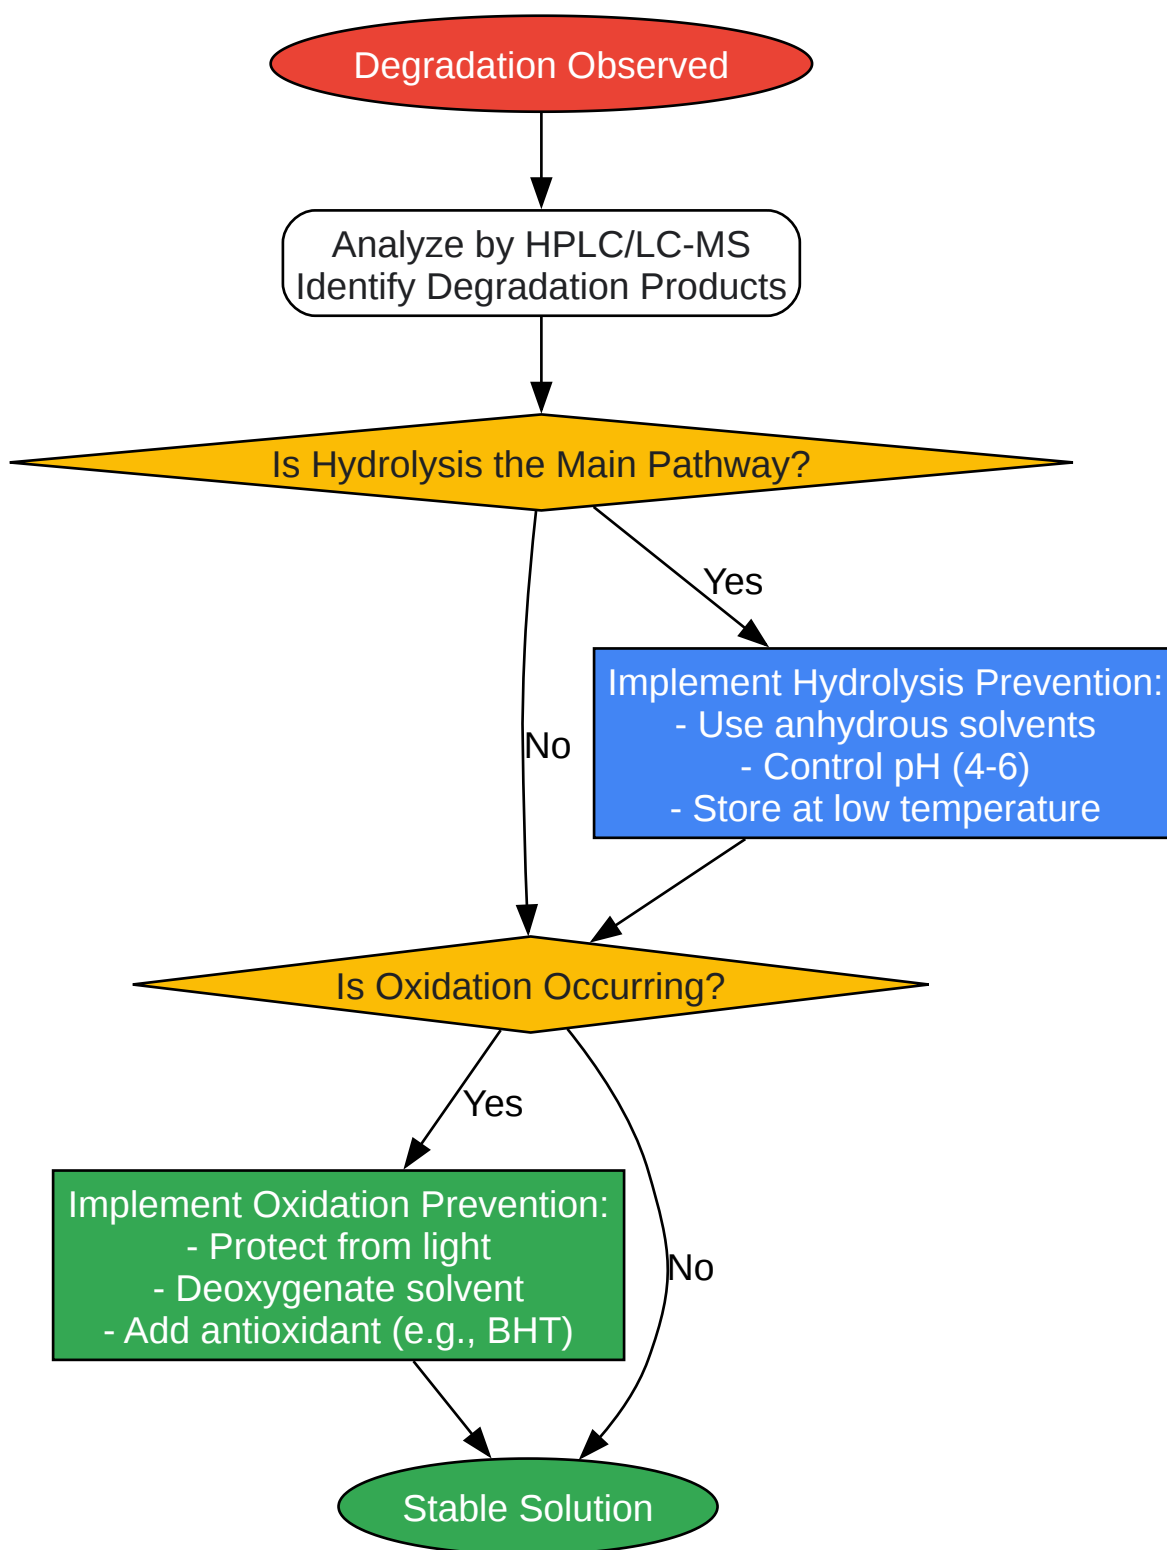 Degradation Observed
Analyze by HPLC/LC-MS
Identify Degradation Products
Is Hydrolysis the Main Pathway?
Yes
Implement Hydrolysis Prevention:
- Use anhydrous solvents
- Control pH (4-6)
- Store at low temperature
No
Is Oxidation Occurring?
Yes
Implement Oxidation Prevention:
- Protect from light
- Deoxygenate solvent
- Add antioxidant (e.g., BHT)
No
Stable Solution